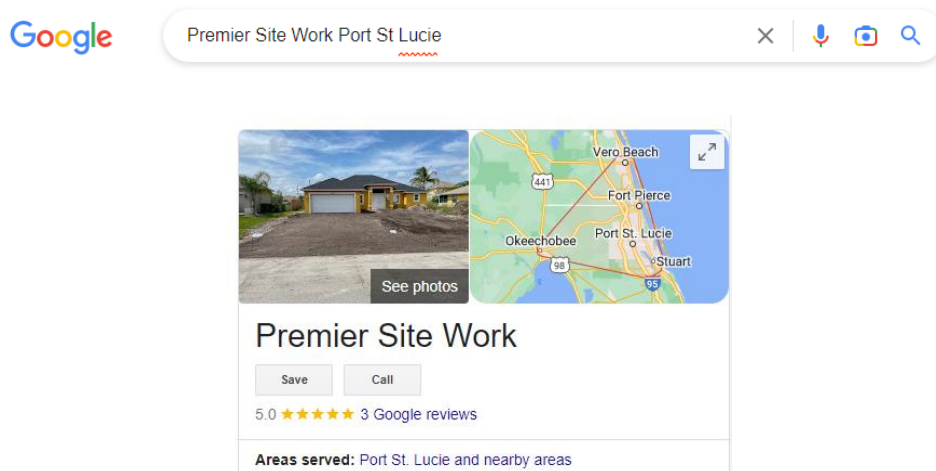 Google
Premier Site Work Port St Lucie
Vero Beach
441
Fort Pierce
Port St. Lucie
Okeechobee
98
Stuart
95
See photos
Premier Site Work
Save Call
5.0 3 Google reviews
Areas served: Port St. Lucie and nearby areas